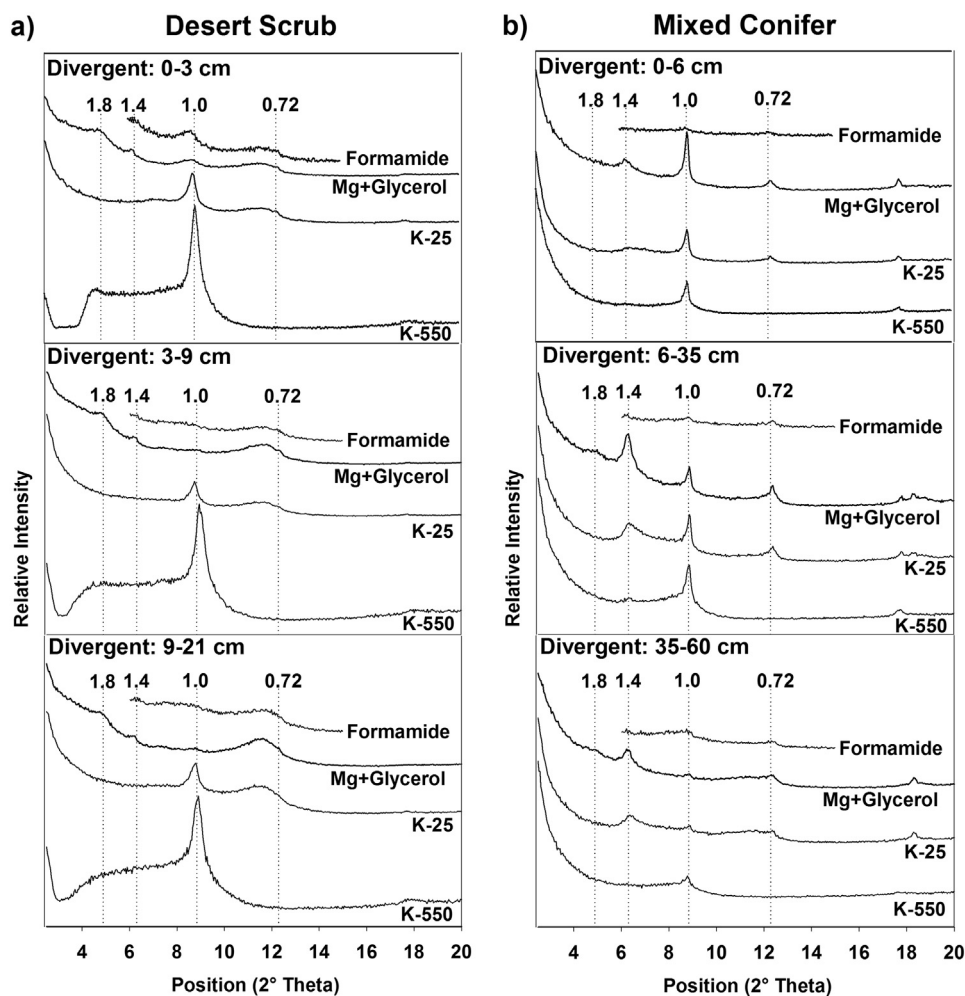 a) Desert Scrub
Divergent: 0-3 cm
1.8 1.4 1.0 0.72
Formamide
Mg+Glycerol
K-25
K-550
Divergent: 3-9 cm
1.8 1.4 1.0 0.72
Formamide
Mg+Glycerol
K-25
K-550
Divergent: 9-21 cm
1.8 1.4 1.0 0.72
Formamide
Mg+Glycerol
K-25
K-550
Relative Intensity
4 6 8 10 12 14 16 18 20
Position (2° Theta)
b) Mixed Conifer
Divergent: 0-6 cm
1.8 1.4 1.0 0.72
Formamide
Mg+Glycerol
K-25
K-550
Divergent: 6-35 cm
1.8 1.4 1.0 0.72
Formamide
Mg+Glycerol
K-25
K-550
Divergent: 35-60 cm
1.8 1.4 1.0 0.72
Formamide
Mg+Glycerol
K-25
K-550
Relative Intensity
4 6 8 10 12 14 16 18 20
Position (2° Theta)